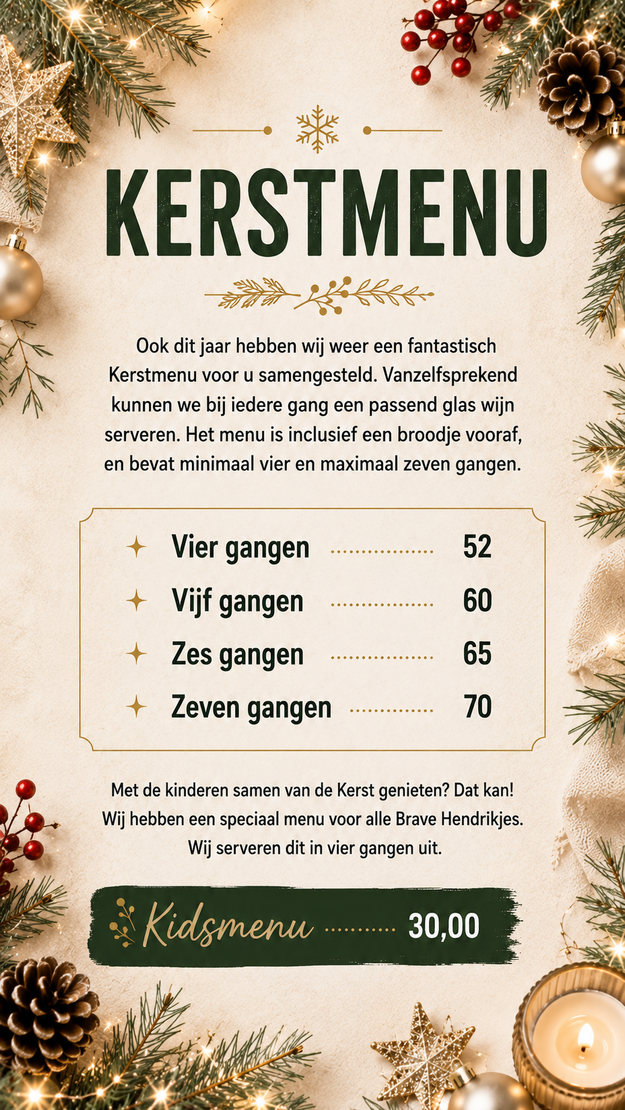 KERSTMENU
Ook dit jaar hebben wij weer een fantastisch
Kerstmenu voor u samengesteld. Vanzelfsprekend
kunnen we bij iedere gang een passend glas wijn
serveren. Het menu is inclusief een broodje vooraf,
en bevat minimaal vier en maximaal zeven gangen.
Vier gangen .................... 52
Vijf gangen .................... 60
Zes gangen .................... 65
Zeven gangen ................ 70
Met de kinderen samen van de Kerst genieten? Dat kan!
Wij hebben een speciaal menu voor alle Brave Hendrikjes.
Wij serveren dit in vier gangen uit.
Kidsmenu ............ 30,00